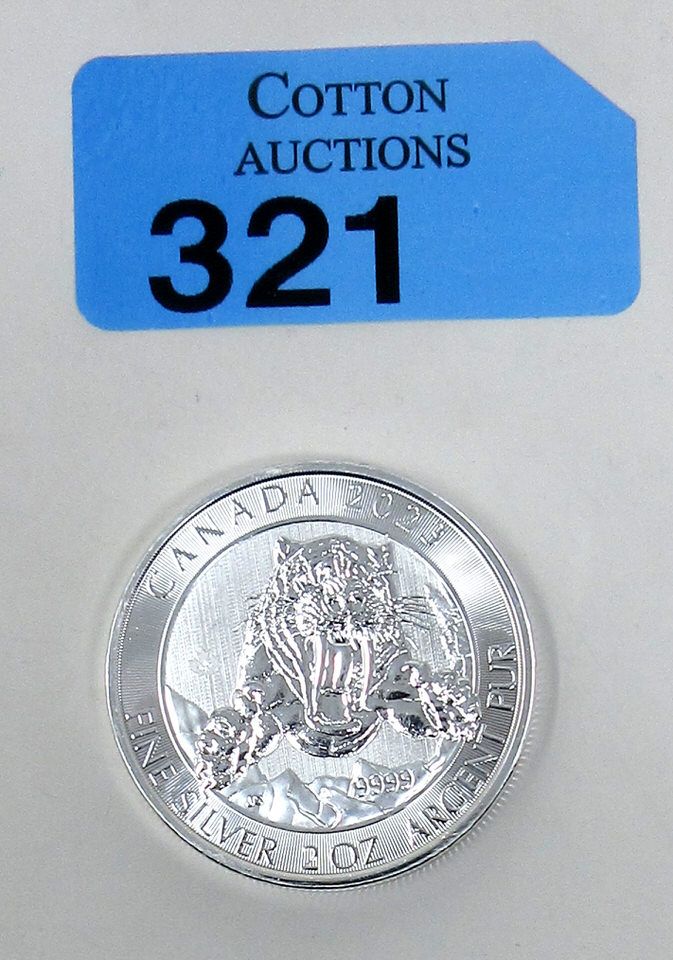 COTTON
AUCTIONS
321
CANADA 2023
9999
FINE SILVER 2 OZ ARGENT PUR